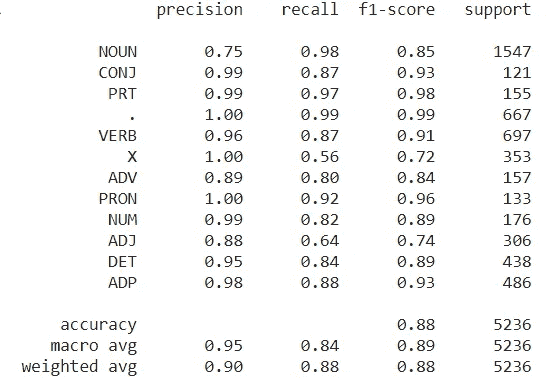 precision recall f1-score support
NOUN 0.75 0.98 0.85 1547
CONJ 0.99 0.87 0.93 121
PRT 0.99 0.97 0.98 155
. 1.00 0.99 0.99 667
VERB 0.96 0.87 0.91 697
X 1.00 0.56 0.72 353
ADV 0.89 0.80 0.84 157
PRON 1.00 0.92 0.96 133
NUM 0.99 0.82 0.89 176
ADJ 0.88 0.64 0.74 306
DET 0.95 0.84 0.89 438
ADP 0.98 0.88 0.93 486
accuracy 0.88 5236
macro avg 0.95 0.84 0.89 5236
weighted avg 0.90 0.88 0.88 5236